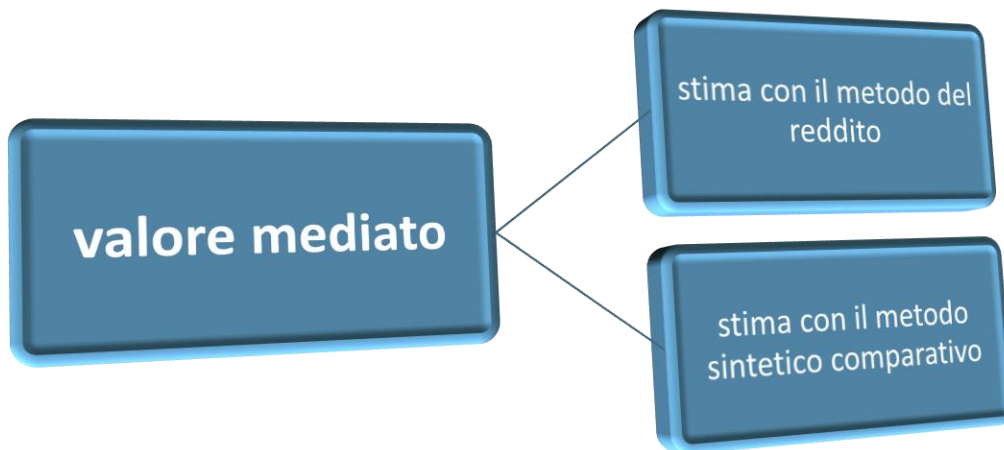 valore mediato
stima con il metodo del
reddito
stima con il metodo
sintetico comparativo